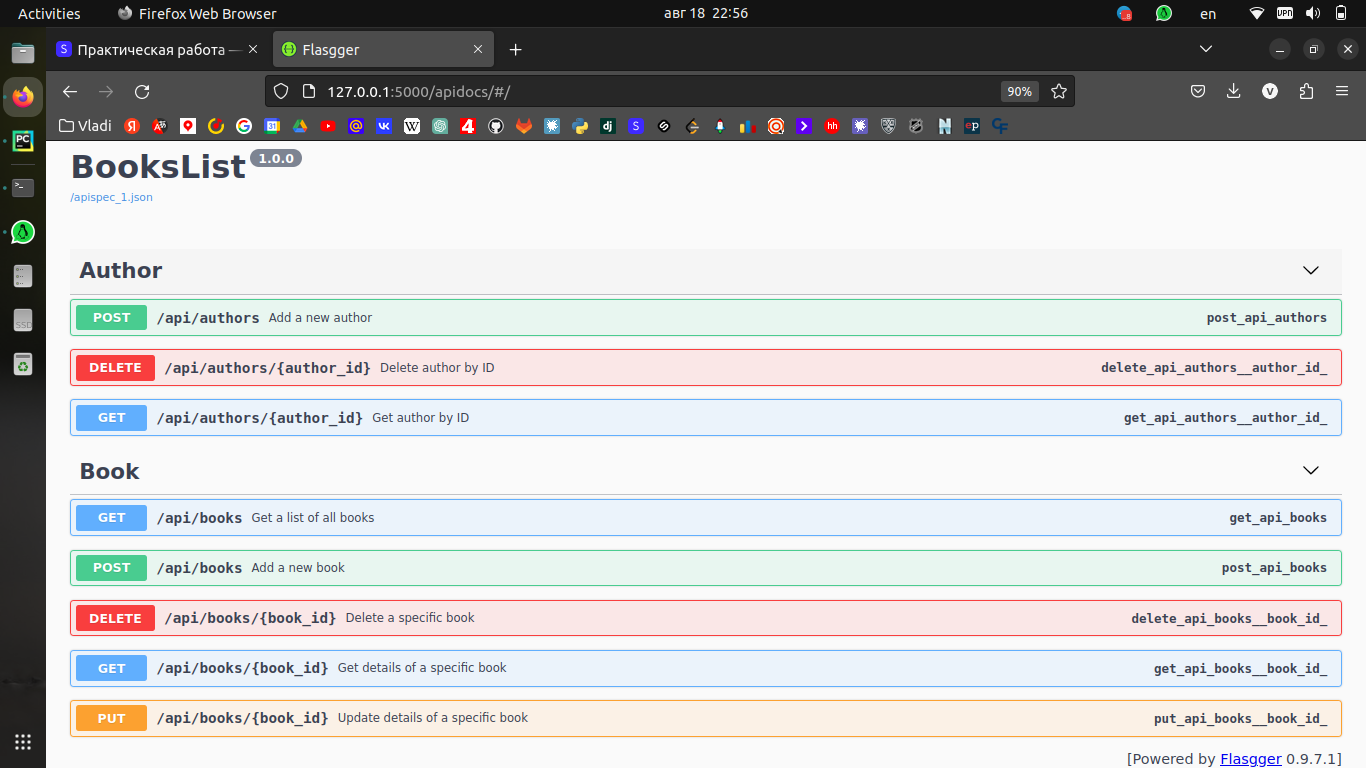 Activities Firefox Web Browser авг 18 22:56 en
Практическая работа — Flasgger
127.0.0.1:5000/apidocs/#/ 90%
Vladi
BooksList 1.0.0
/apispec_1.json
Author
POST /api/authors Add a new author post_api_authors
DELETE /api/authors/{author_id} Delete author by ID delete_api_authors__author_id_
GET /api/authors/{author_id} Get author by ID get_api_authors__author_id_
Book
GET /api/books Get a list of all books get_api_books
POST /api/books Add a new book post_api_books
DELETE /api/books/{book_id} Delete a specific book delete_api_books__book_id_
GET /api/books/{book_id} Get details of a specific book get_api_books__book_id_
PUT /api/books/{book_id} Update details of a specific book put_api_books__book_id_
[Powered by Flasgger 0.9.7.1]